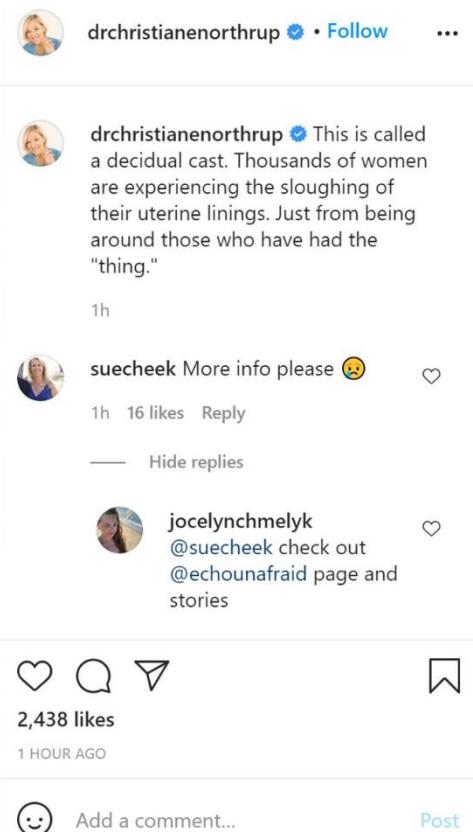 drchristianenorthrup • Follow
drchristianenorthrup This is called
a decidual cast. Thousands of women
are experiencing the sloughing of
their uterine linings. Just from being
around those who have had the
"thing."
1h
suecheek More info please 😢
1h 16 likes Reply
Hide replies
jocelynchmelyk
@suecheek check out
@echounafraid page and
stories
2,438 likes
1 HOUR AGO
Add a comment... Post